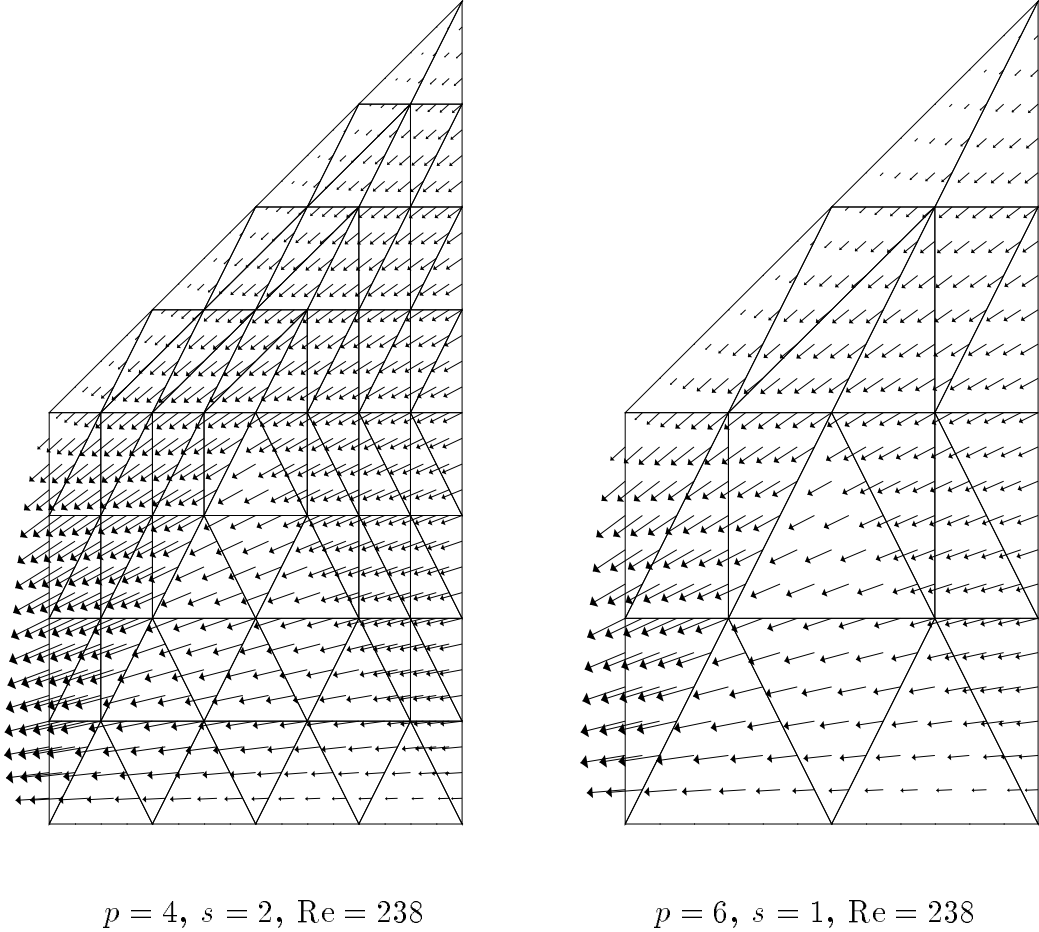 p = 4, s = 2, Re = 238
p = 6, s = 1, Re = 238